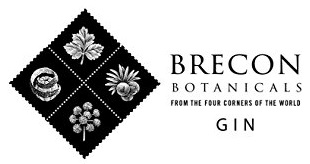 BRECON
BOTANICALS
FROM THE FOUR CORNERS OF THE WORLD
GIN